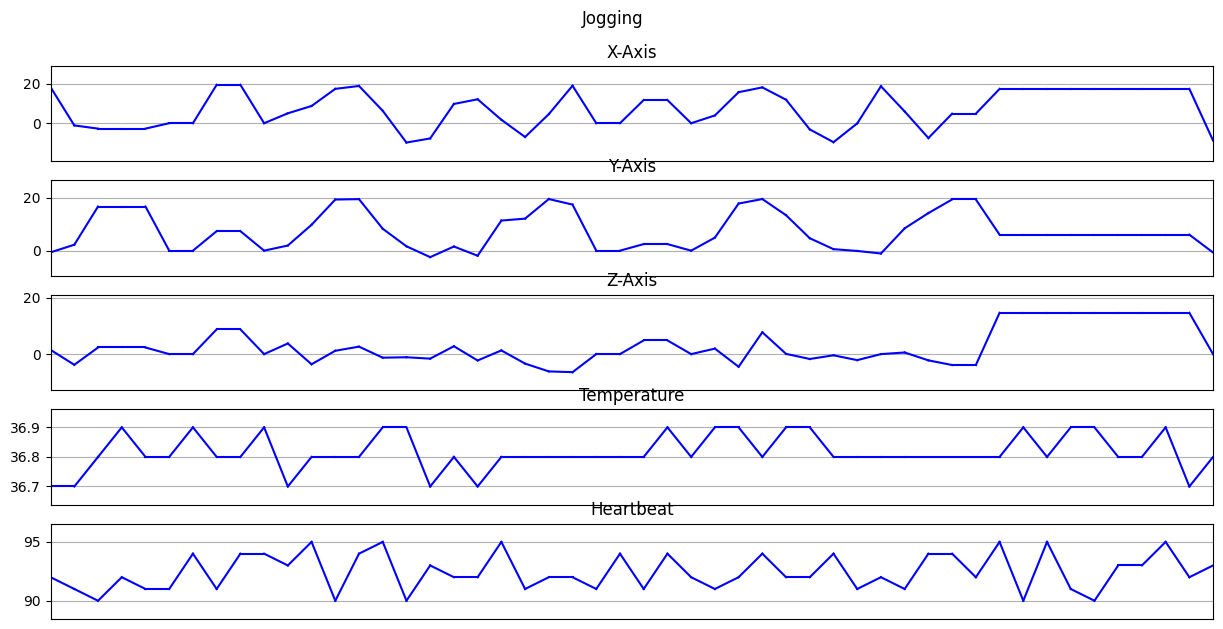 Jogging
X-Axis
20
0
Y-Axis
20
0
Z-Axis
20
0
Temperature
36.9
36.8
36.7
Heartbeat
95
90